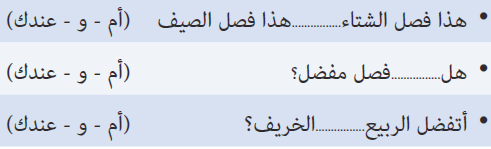 • هذا فصل الشتاء................هذا فصل الصيف (أم - و - عندك)
• هل................فصل مفضل؟ (أم - و - عندك)
• أتفضل الربيع................الخريف؟ (أم - و - عندك)